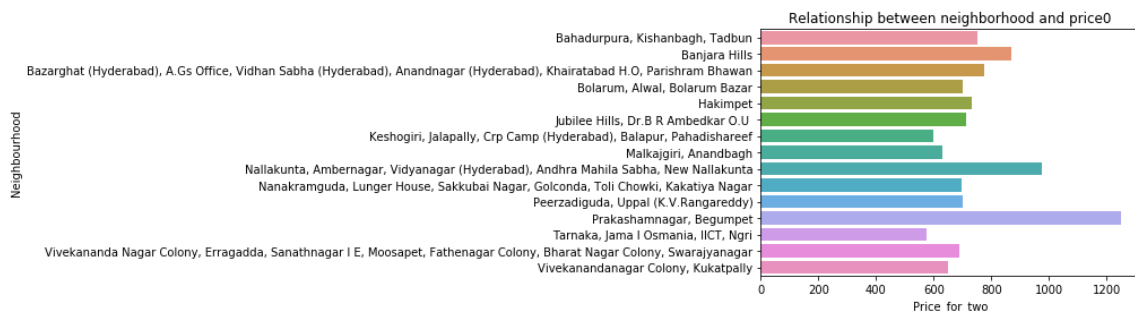 Relationship between neighborhood and price0
Neighbourhood
Bahadurpura, Kishanbagh, Tadbun
Banjara Hills
Bazarghat (Hyderabad), A.Gs Office, Vidhan Sabha (Hyderabad), Anandnagar (Hyderabad), Khairatabad H.O, Parishram Bhawan
Bolarum, Alwal, Bolarum Bazar
Hakimpet
Jubilee Hills, Dr.B R Ambedkar O.U
Keshogiri, Jalapally, Crp Camp (Hyderabad), Balapur, Pahadishareef
Malkajgiri, Anandbagh
Nallakunta, Ambernagar, Vidyanagar (Hyderabad), Andhra Mahila Sabha, New Nallakunta
Nanakramguda, Lunger House, Sakkubai Nagar, Golconda, Toli Chowki, Kakatiya Nagar
Peerzadiguda, Uppal (K.V.Rangareddy)
Prakashamnagar, Begumpet
Tarnaka, Jama I Osmania, IICT, Ngri
Vivekananda Nagar Colony, Erragadda, Sanathnagar I E, Moosapet, Fathenagar Colony, Bharat Nagar Colony, Swarajyanagar
Vivekanandanagar Colony, Kukatpally
0 200 400 600 800 1000 1200
Price_for_two